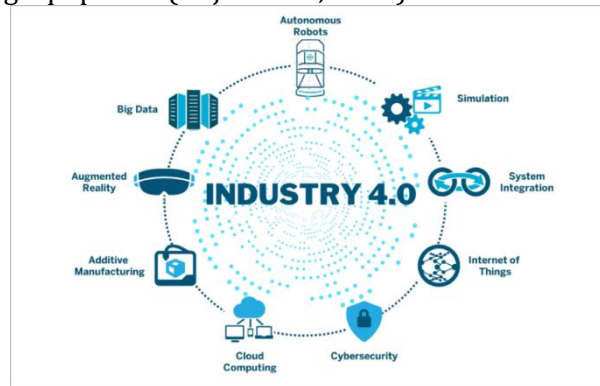 Autonomous
Robots
Simulation
System
Integration
Internet of
Things
Cybersecurity
Cloud
Computing
Additive
Manufacturing
Augmented
Reality
Big Data
INDUSTRY 4.0